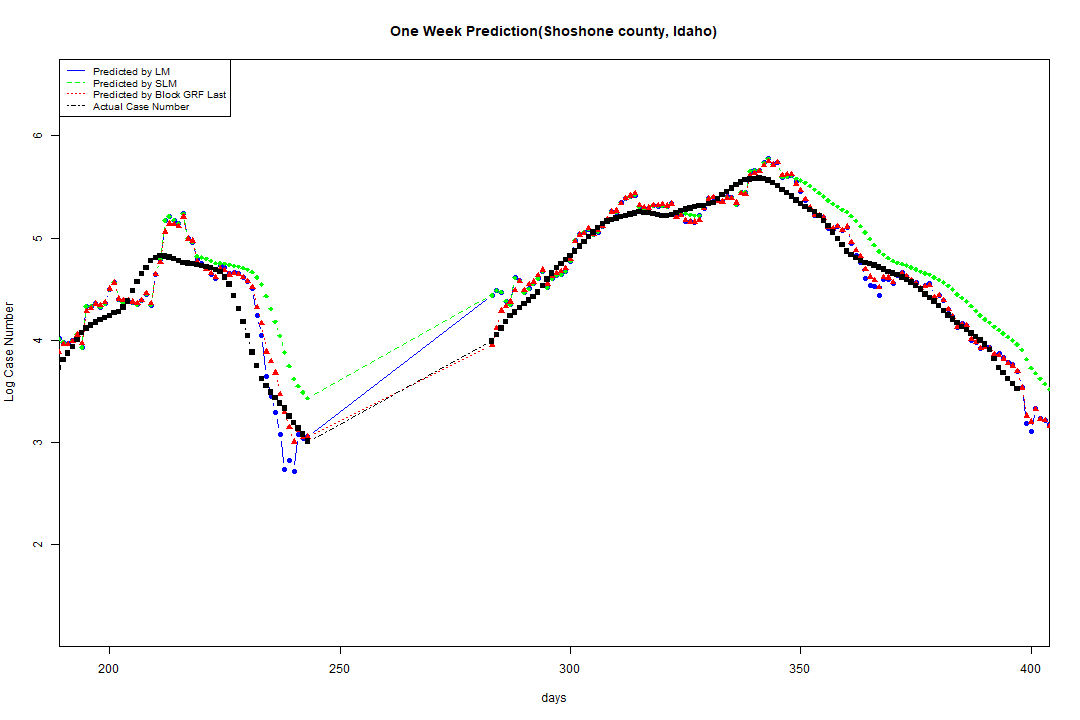 One Week Prediction(Shoshone county, Idaho)
Predicted by LM
Predicted by SLM
Predicted by Block GRF Last
Actual Case Number
Log Case Number
6
5
4
3
2
200 250 300 350 400
days